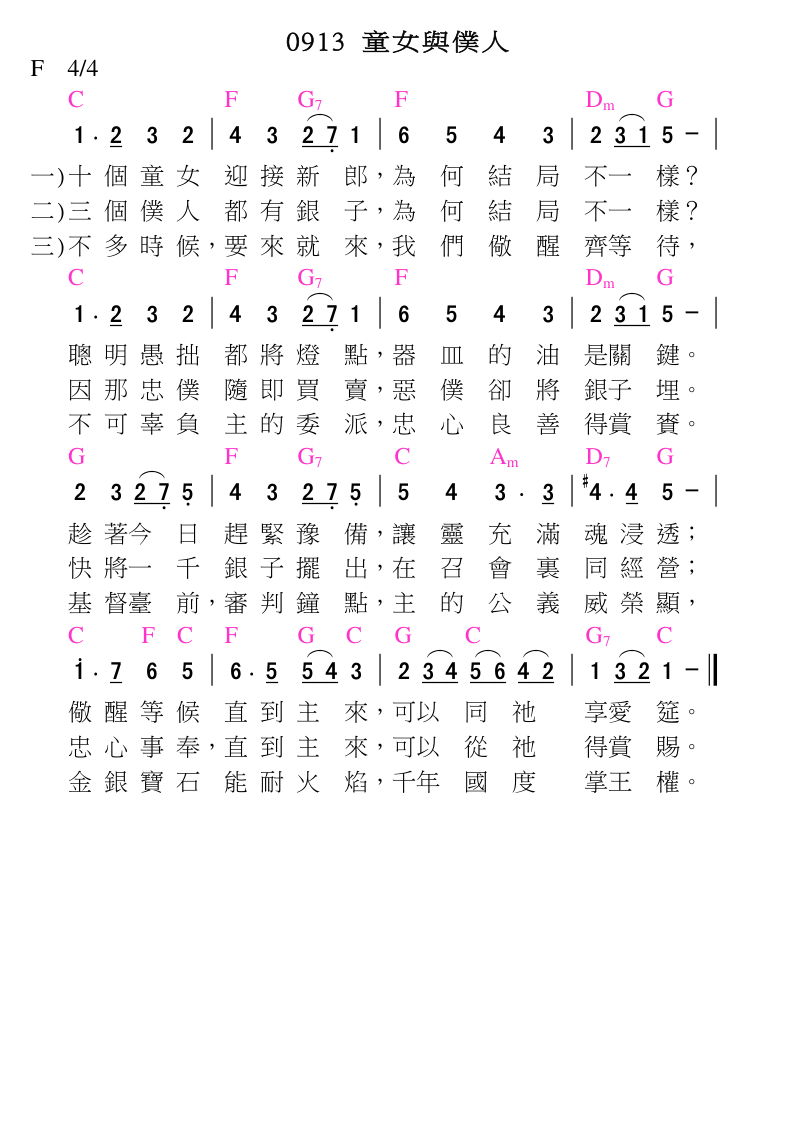 0913 童女與僕人
F 4/4
C F G7 F Dm G
1 . 2 3 2 | 4 3 2 7 1 | 6 5 4 3 | 2 3 1 5 - |
一)十個童女 迎接新郎，為何結局 不一樣？
二)三個僕人 都有銀子，為何結局 不一樣？
三)不多時候，要來就來，我們儆醒 齊等待，
C F G7 F Dm G
1 . 2 3 2 | 4 3 2 7 1 | 6 5 4 3 | 2 3 1 5 - |
聰明愚拙 都將燈點，器皿的油 是關鍵。
因那忠僕 隨即買賣，惡僕卻將 銀子埋。
不可辜負 主的委派，忠心良善 得賞賚。
G F G7 C Am D7 G
2 3 2 7 5 | 4 3 2 7 5 | 5 4 3 . 3 | #4 . 4 5 - |
趁著今日 趕緊豫備，讓靈充滿 魂浸透；
快將一千 銀子擺出，在召會裏 同經營；
基督臺前，審判鐘點，主的公義 威榮顯，
C F C F G C G C G7 C
1 . 7 6 5 | 6 . 5 5 4 3 | 2 3 4 5 6 4 2 | 1 3 2 1 - ||
儆醒等候 直到主來，可以同祂 享愛筵。
忠心事奉，直到主來，可以從祂 得賞賜。
金銀寶石 能耐火焰，千年國度 掌王權。